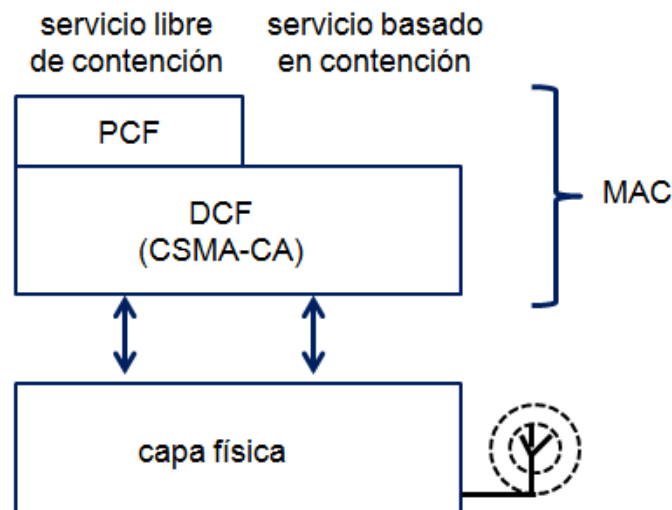 servicio libre
de contención
servicio basado
en contención
PCF
DCF
(CSMA-CA)
MAC
capa física